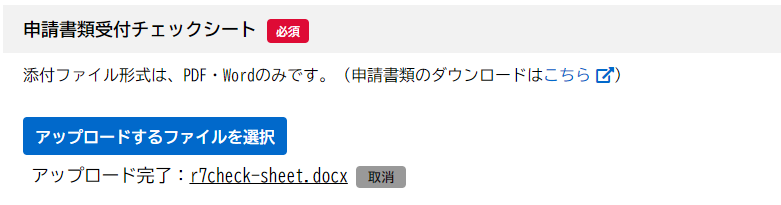 申請書類受付チェックシート 必須
添付ファイル形式は、PDF・Wordのみです。（申請書類のダウンロードはこちら）
アップロードするファイルを選択
アップロード完了：r7check-sheet.docx 取消